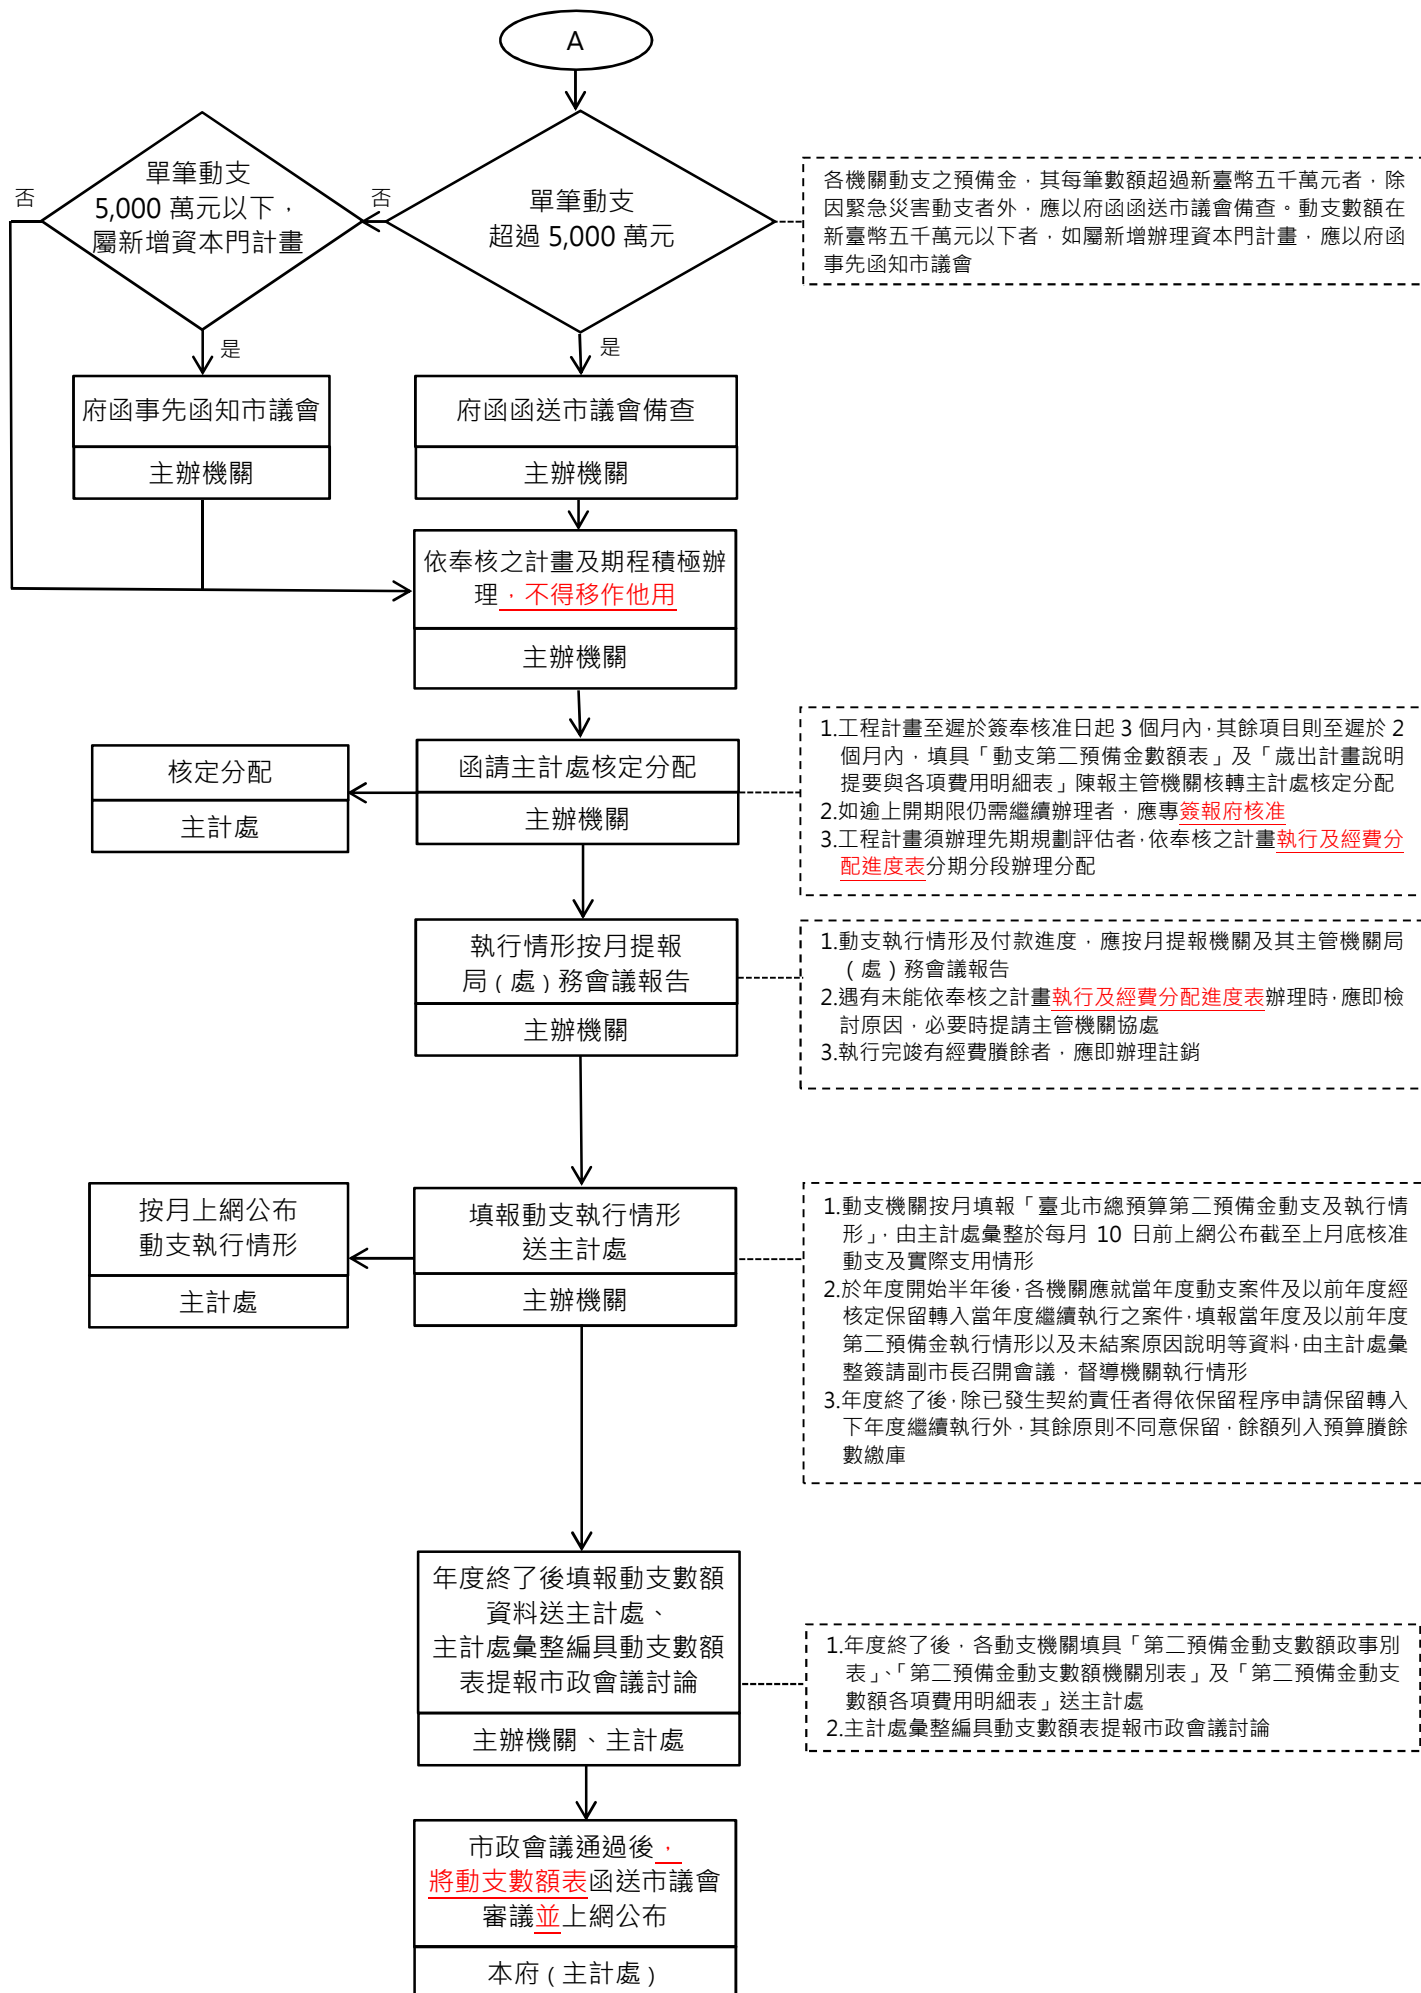 A
單筆動支
5,000 萬元以下，
屬新增資本門計畫
否
否
單筆動支
超過 5,000 萬元
各機關動支之預備金，其每筆數額超過新臺幣五千萬元者，除
因緊急災害動支者外，應以府函函送市議會備查。動支數額在
新臺幣五千萬元以下者，如屬新增辦理資本門計畫，應以府函
事先函知市議會
是
是
府函事先函知市議會
主辦機關
府函函送市議會備查
主辦機關
依奉核之計畫及期程積極辦
理，不得移作他用
主辦機關
核定分配
主計處
函請主計處核定分配
主辦機關
1.工程計畫至遲於簽奉核准日起 3 個月內，其餘項目則至遲於 2
個月內，填具「動支第二預備金數額表」及「歲出計畫說明
提要與各項費用明細表」陳報主管機關核轉主計處核定分配
2.如逾上開期限仍需繼續辦理者，應專簽報府核准
3.工程計畫須辦理先期規劃評估者，依奉核之計畫執行及經費分
配進度表分期分段辦理分配
執行情形按月提報
局（處）務會議報告
主辦機關
1.動支執行情形及付款進度，應按月提報機關及其主管機關局
（處）務會議報告
2.遇有未能依奉核之計畫執行及經費分配進度表辦理時，應即檢
討原因，必要時提請主管機關協處
3.執行完竣有經費賸餘者，應即辦理註銷
按月上網公布
動支執行情形
主計處
填報動支執行情形
送主計處
主辦機關
1.動支機關按月填報「臺北市總預算第二預備金動支及執行情
形」，由主計處彙整於每月 10 日前上網公布截至上月底核准
動支及實際支用情形
2.於年度開始半年後，各機關應就當年度動支案件及以前年度經
核定保留轉入當年度繼續執行之案件，填報當年度及以前年度
第二預備金執行情形以及未結案原因說明等資料，由主計處彙
整簽請副市長召開會議，督導機關執行情形
3.年度終了後，除已發生契約責任者得依保留程序申請保留轉入
下年度繼續執行外，其餘原則不同意保留，餘額列入預算賸餘
數繳庫
年度終了後填報動支數額
資料送主計處、
主計處彙整編具動支數額
表提報市政會議討論
主辦機關、主計處
1.年度終了後，各動支機關填具「第二預備金動支數額政事別
表」、「第二預備金動支數額機關別表」及「第二預備金動支
數額各項費用明細表」送主計處
2.主計處彙整編具動支數額表提報市政會議討論
市政會議通過後，
將動支數額表函送市議會
審議並上網公布
本府（主計處）